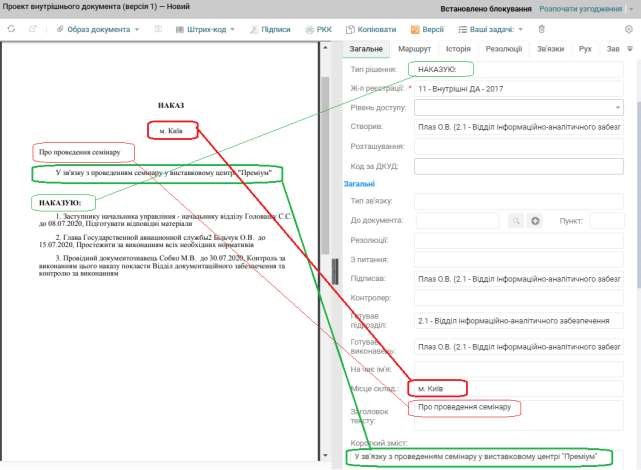 Проект внутрішнього документа (версія 1) — Новий
Встановлено блокування Розпочати узгодження
Образ документа
Штрих-код
Підписи
РКК
Копіювати
Версії
Ваші задачі:
Загальне Маршрут Історія Резолюції Зв'язки Рух Зав
НАКАЗ
м. Київ
Про проведення семінару
У зв'язку з проведенням семінару у виставковому центрі "Преміум"
НАКАЗУЮ:
1. Заступнику начальника управління - начальнику відділу Головань С.С.
до 08.07.2020, Підготувати відповідні матеріали
2. Глава Государственной авиационной службы2 Більчук О.В. до
15.07.2020, Простежити за виконанням всіх необхідних нормативів
3. Провідний документознавець Собко М.В. до 30.07.2020, Контроль за
виконанням цього наказу покласти Відділ документаційного забезпечення та
контролю за виконанням
Тип рішення: НАКАЗУЮ:
Ж-л реєстрації: * 11 - Внутрішні ДА - 2017
Рівень доступу:
Створив: Плаз О.В. (2.1 - Відділ інформаційно-аналітичного забезг
Розташування:
Код за ДКУД:
Загальні
Тип зв'язку:
До документа: Пункт:
Резолюції:
З питання:
Підписав: Плаз О.В. (2.1 - Відділ інформаційно-аналітичного забезг
Контролер:
Готував
підрозділ: 2.1 - Відділ інформаційно-аналітичного забезпечення
Готував
виконавець: Плаз О.В. (2.1 - Відділ інформаційно-аналітичного забезг
На чиє ім'я:
Місце склад.: м. Київ
Заголовок
тексту: Про проведення семінару
Короткий зміст:
У зв'язку з проведенням семінару у виставковому центрі "Преміум"